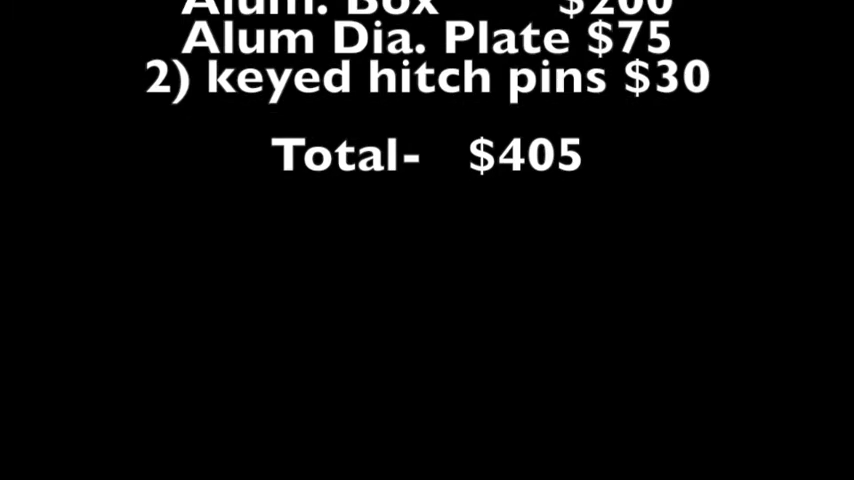 Alum. Box $200
Alum Dia. Plate $75
2) keyed hitch pins $30
Total- $405